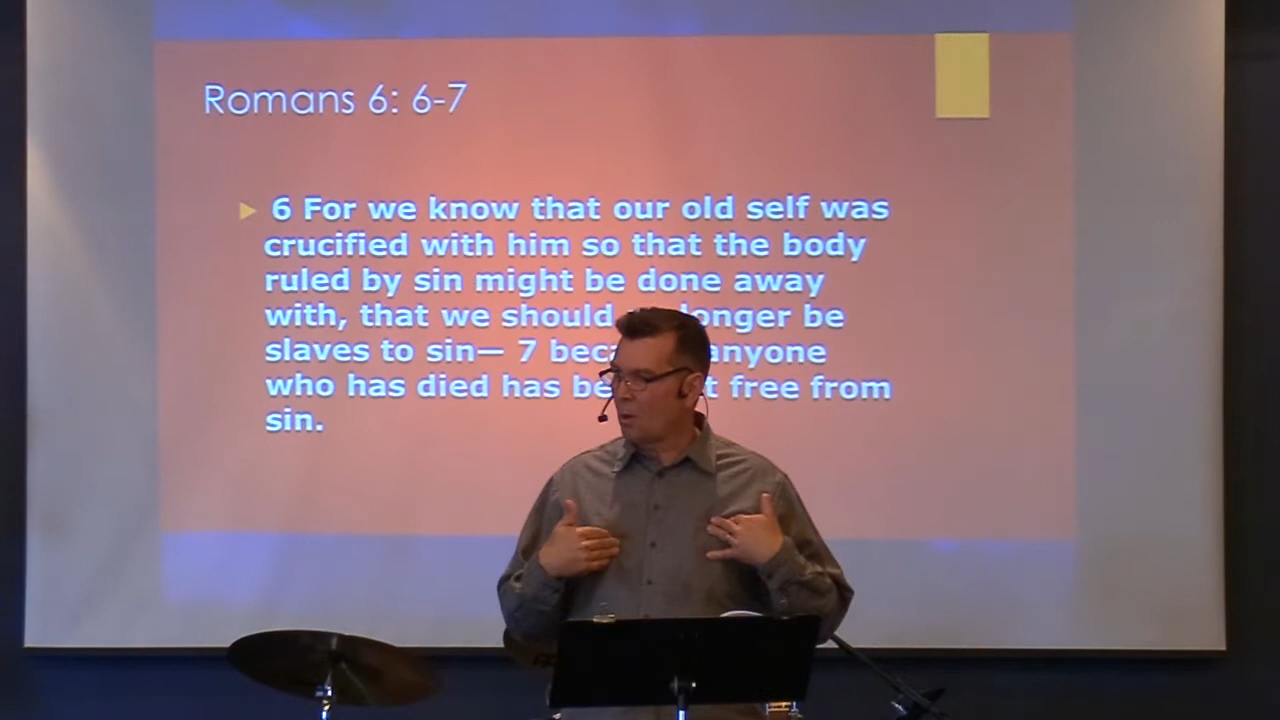 Romans 6: 6-7
6 For we know that our old self was
crucified with him so that the body
ruled by sin might be done away
with, that we should longer be
slaves to sin— 7 anyone
who has died has free from
sin.